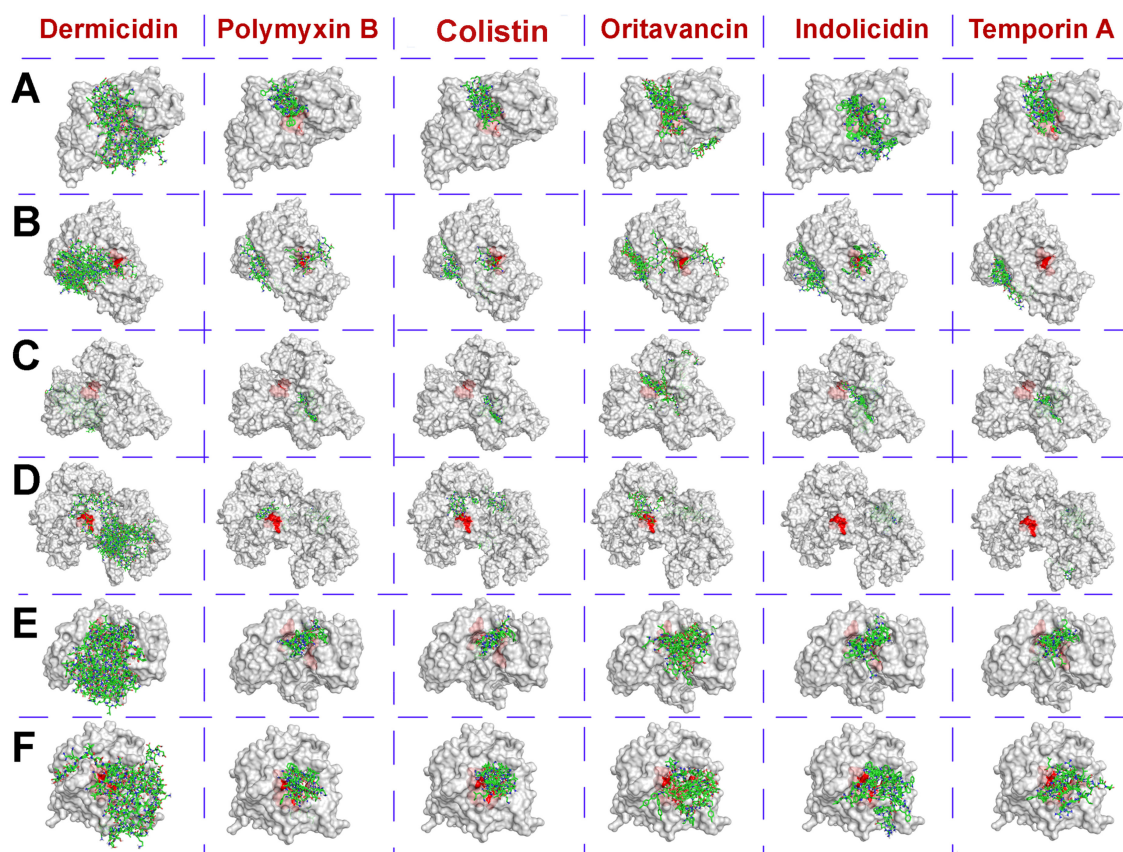 Dermicidin Polymyxin B Colistin Oritavancin Indolicidin Temporin A
A
B
C
D
E
F